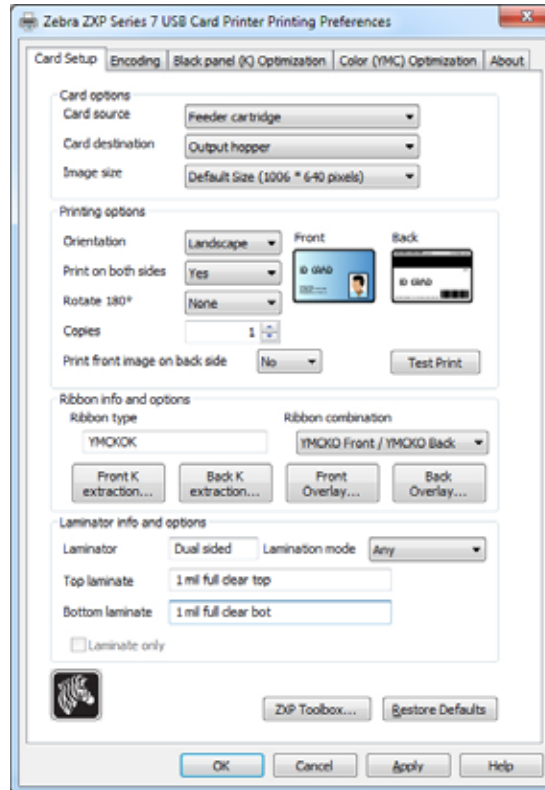 Zebra ZXP Series 7 USB Card Printer Printing Preferences
Card Setup Encoding Black panel (K) Optimization Color (YMC) Optimization About
Card options
Card source Feeder cartridge
Card destination Output hopper
Image size Default Size (1006 * 640 pixels)
Printing options
Orientation Landscape Front Back
Print on both sides Yes ID CARD ID CARD
Rotate 180° None
Copies 1
Print front image on back side No Test Print
Ribbon info and options
Ribbon type Ribbon combination
YMCKOK YMCKO Front / YMCKO Back
Front K extraction... Back K extraction... Front Overlay... Back Overlay...
Laminator info and options
Laminator Dual sided Lamination mode Any
Top laminate 1 mil full clear top
Bottom laminate 1 mil full clear bot
Laminate only
ZXP Toolbox... Restore Defaults
OK Cancel Apply Help